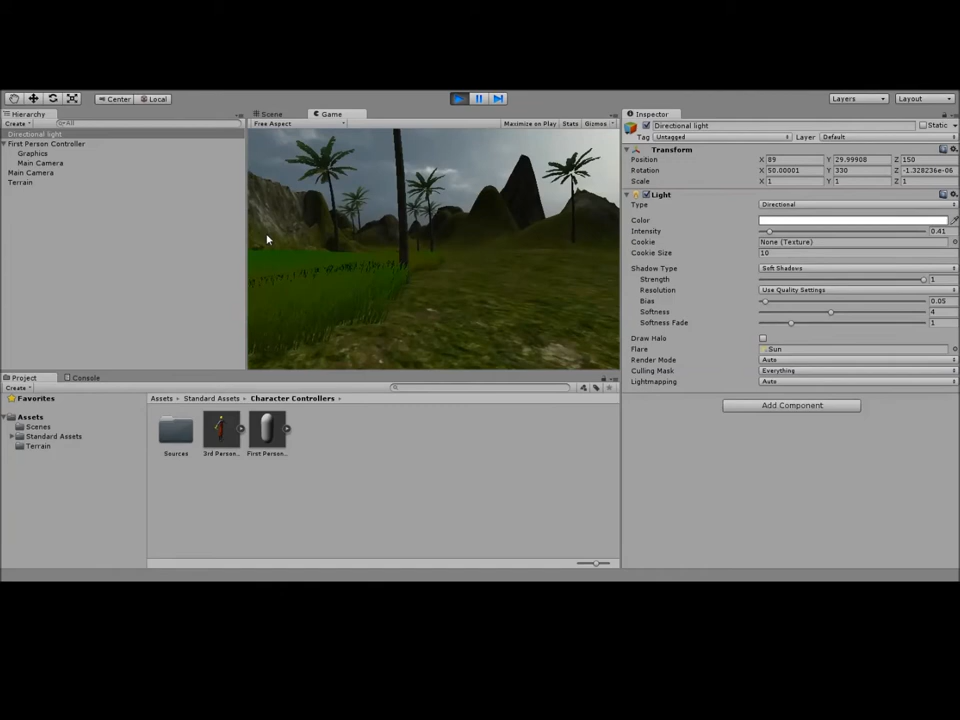 Center
Local
Layers
Layout
Hierarchy
Create
All
Directional light
First Person Controller
Graphics
Main Camera
Main Camera
Terrain
Scene
Game
Free Aspect
Maximize on Play
Stats
Gizmos
Inspector
Directional light
Static
Tag Untagged Layer Default
Transform
Position X 89 Y 29.99908 Z 150
Rotation X 50.00001 Y 330 Z -1.328236e-06
Scale X 1 Y 1 Z 1
Light
Type Directional
Color
Intensity 0.41
Cookie None (Texture)
Cookie Size 10
Shadow Type Soft Shadows
Strength 1
Resolution Use Quality Settings
Bias 0.05
Softness 4
Softness Fade 1
Draw Halo
Flare Sun
Render Mode Auto
Culling Mask Everything
Lightmapping Auto
Add Component
Project
Console
Create
Favorites
Assets
Scenes
Standard Assets
Terrain
Assets Standard Assets Character Controllers
Sources
3rd Person...
First Person...